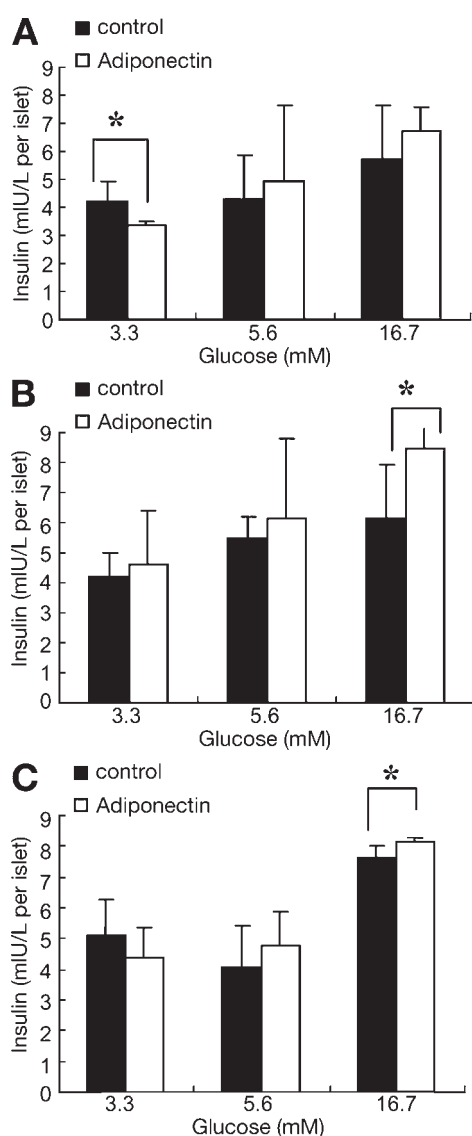 A
control
Adiponectin
*
Insulin (mIU/L per islet)
9
8
7
6
5
4
3
2
1
0
3.3 5.6 16.7
Glucose (mM)
B
control
Adiponectin
*
Insulin (mIU/L per islet)
9
8
7
6
5
4
3
2
1
0
3.3 5.6 16.7
Glucose (mM)
C
control
Adiponectin
*
Insulin (mIU/L per islet)
9
8
7
6
5
4
3
2
1
0
3.3 5.6 16.7
Glucose (mM)